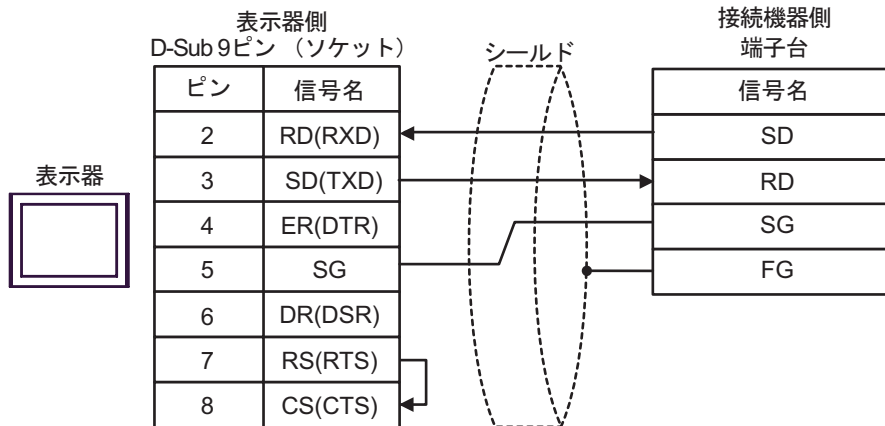 表示器側
D-Sub 9ピン （ソケット）
シールド
接続機器側
端子台
ピン 信号名
信号名
2 RD(RXD)
SD
3 SD(TXD)
RD
表示器
4 ER(DTR)
SG
5 SG
FG
6 DR(DSR)
7 RS(RTS)
8 CS(CTS)